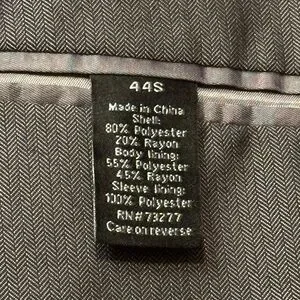 44S
Made in China
Shell:
80% Polyester
20% Rayon
Body lining:
55% Polyester
45% Rayon
Sleeve lining:
100% Polyester
RN# 73277
Care on reverse